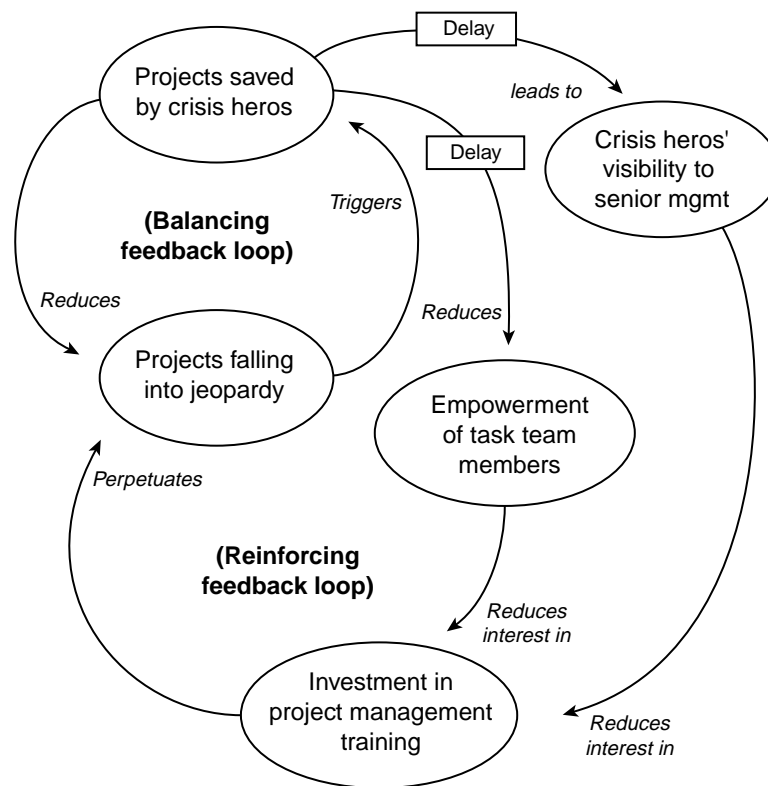 Delay
Projects saved
by crisis heros
leads to
Crisis heros'
visibility to
senior mgmt
Delay
Triggers
(Balancing
feedback loop)
Reduces
Reduces
Projects falling
into jeopardy
Empowerment
of task team
members
Perpetuates
(Reinforcing
feedback loop)
Reduces
interest in
Investment in
project management
training
Reduces
interest in